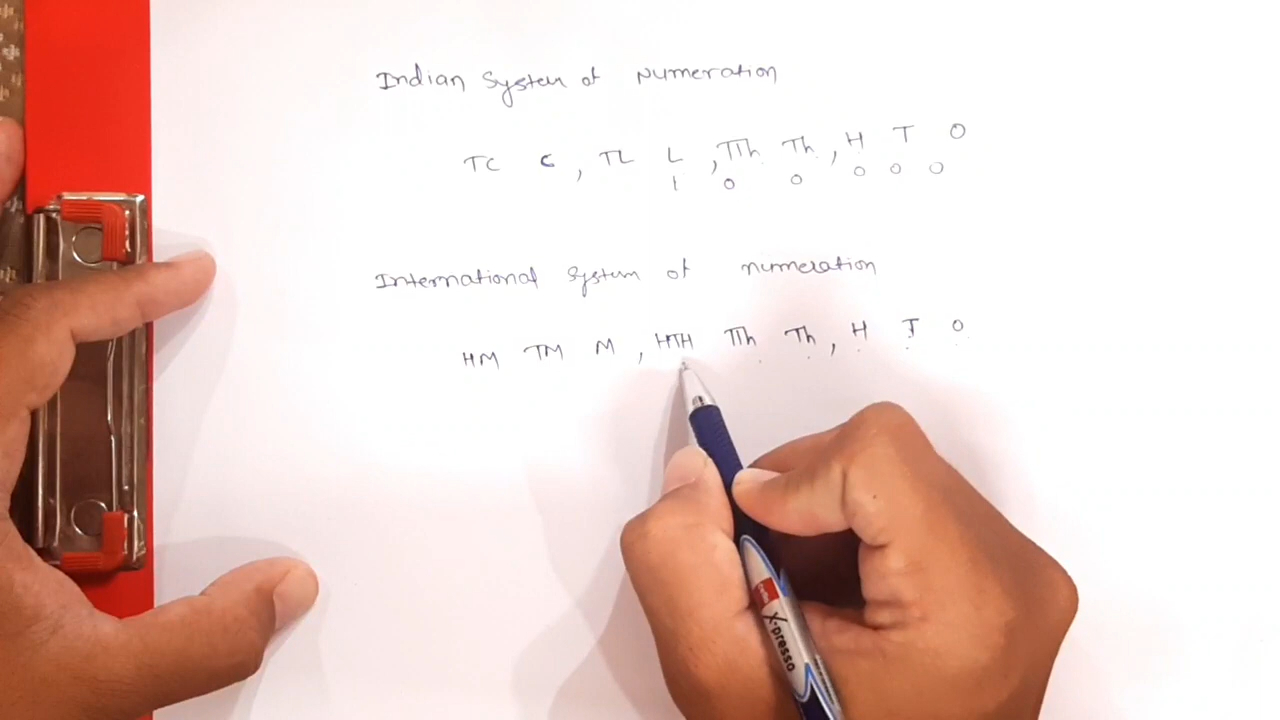 Indian System of Numeration
TC C , TL L , TTh Th , H T O
1 0 0 0 0 0
International System of numeration
HM TM M , HTH TTh Th , H T O
X-presso